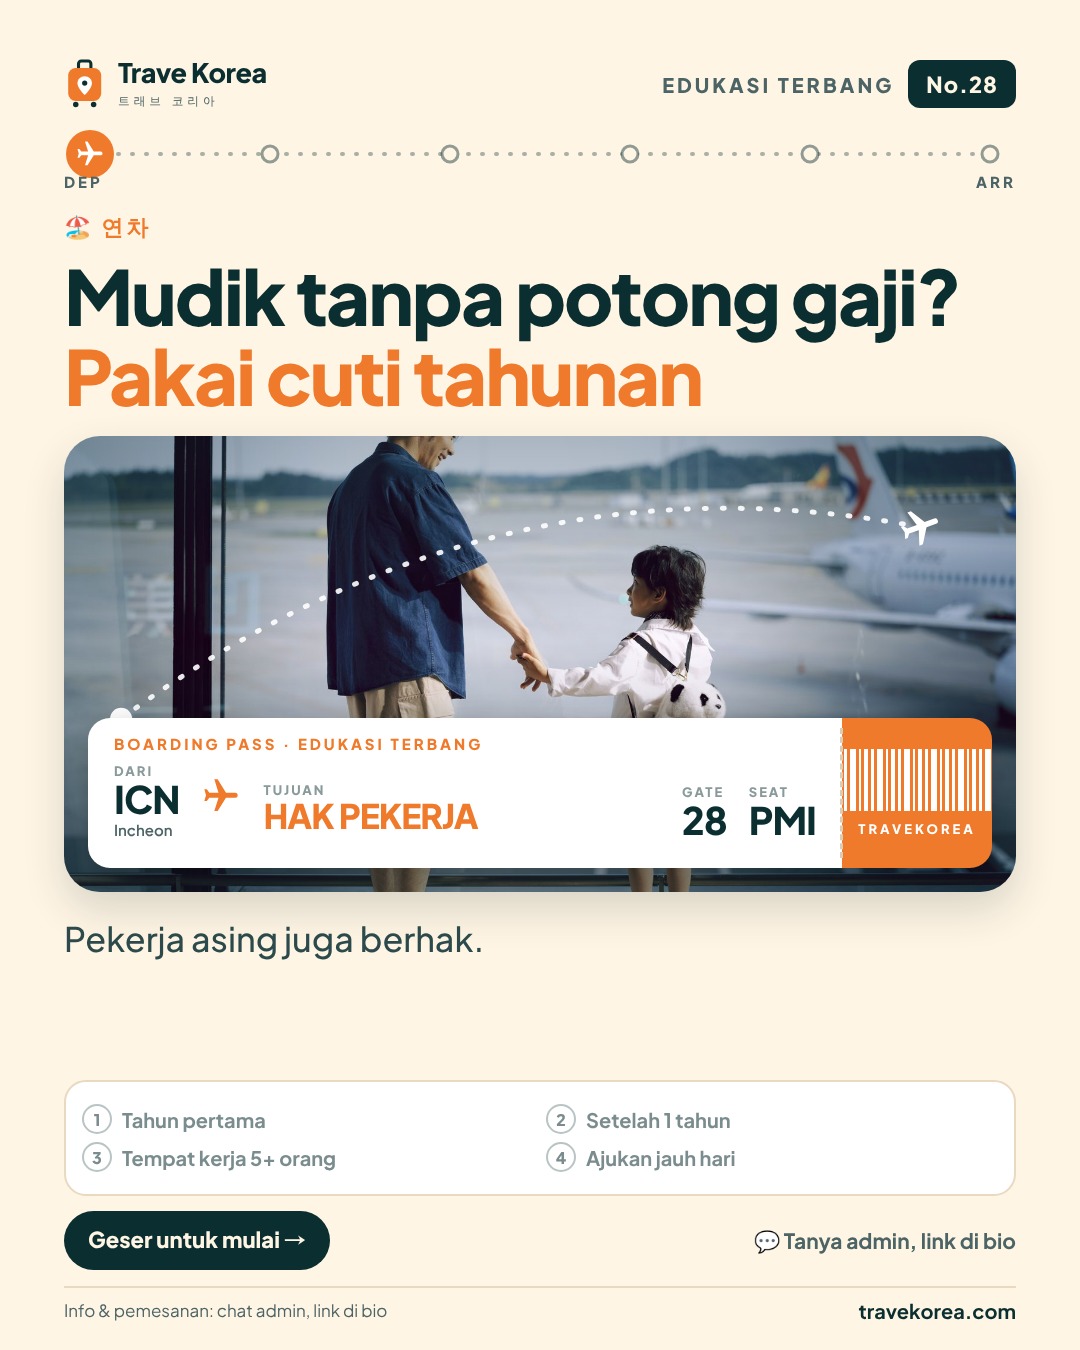 Trave Korea
트래브 코리아
EDUKASI TERBANG
No.28
DEP
ARR
🏖️ 연차
Mudik tanpa potong gaji?
Pakai cuti tahunan
BOARDING PASS · EDUKASI TERBANG
DARI
ICN
Incheon
TUJUAN
HAK PEKERJA
GATE
28
SEAT
PMI
TRAVEKOREA
Pekerja asing juga berhak.
1 Tahun pertama
2 Setelah 1 tahun
3 Tempat kerja 5+ orang
4 Ajukan jauh hari
Geser untuk mulai →
💬 Tanya admin, link di bio
Info & pemesanan: chat admin, link di bio
travekorea.com